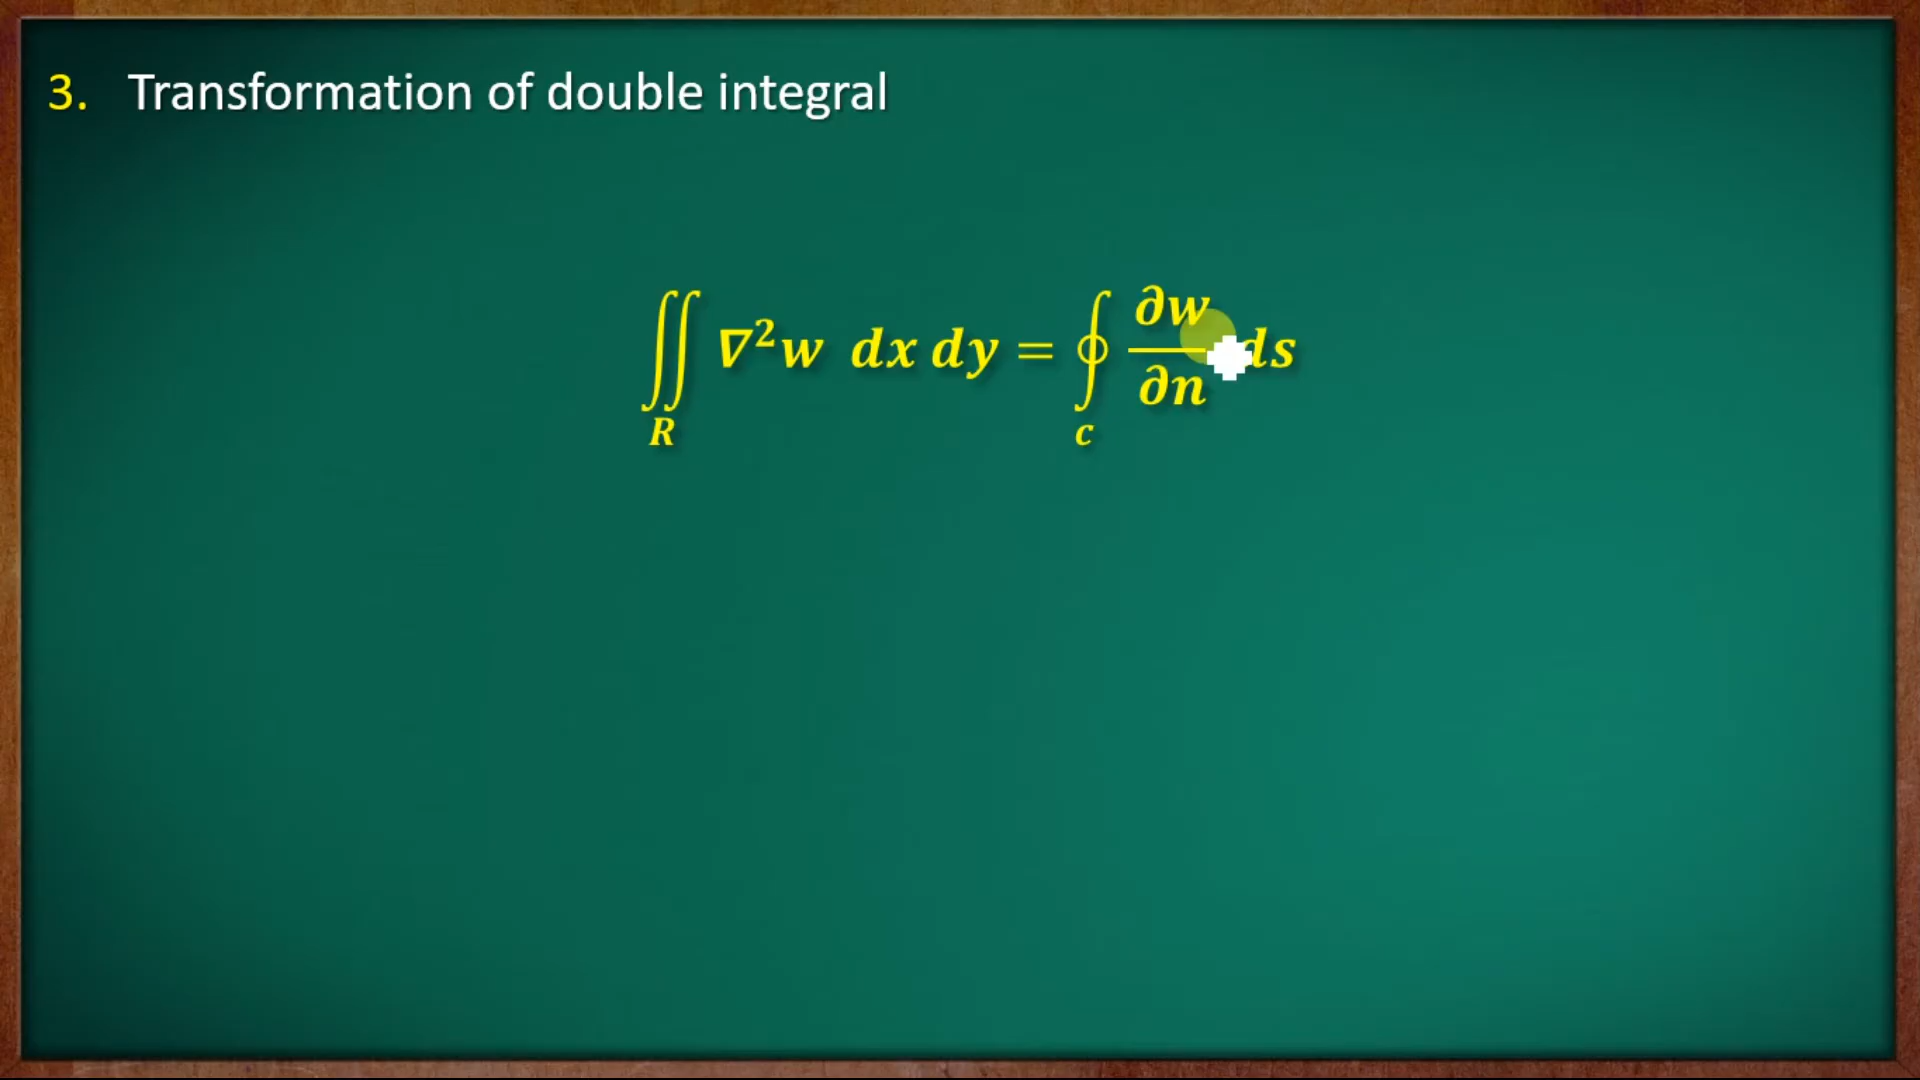 3. Transformation of double integral
∬_R ∇²w dx dy = ∮_c ∂w/∂n ds